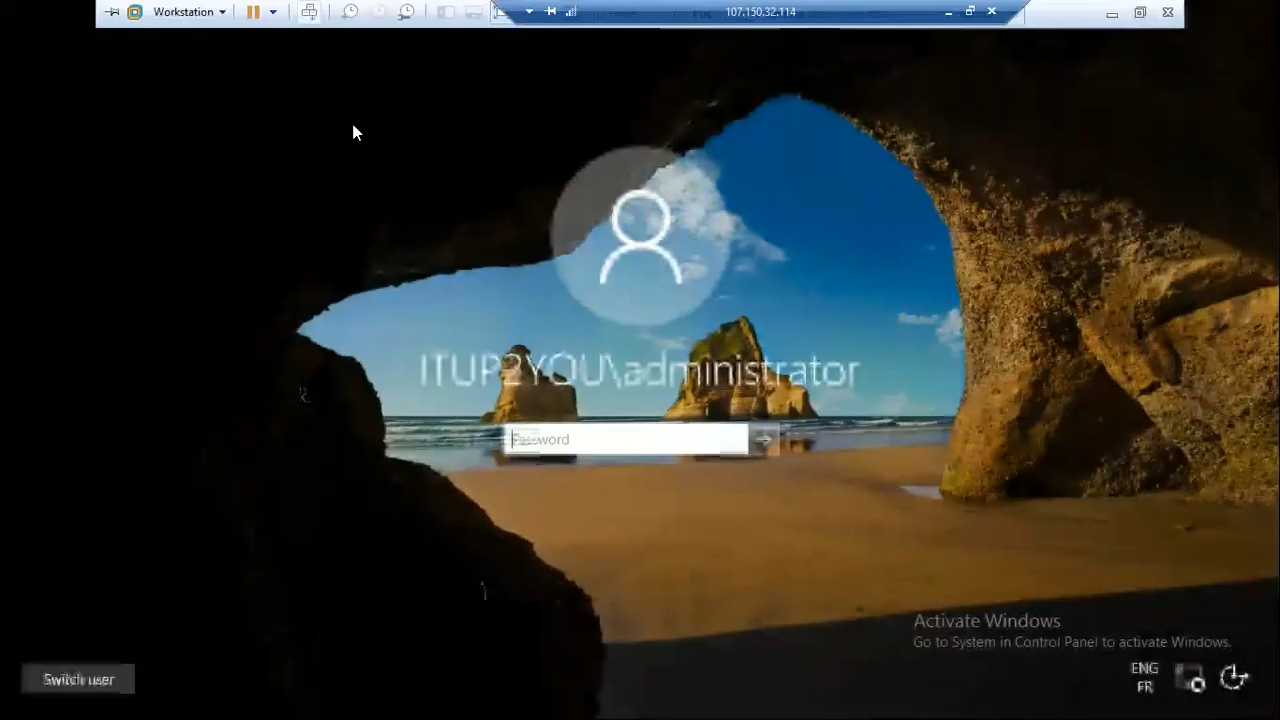 Workstation
107.150.32.114
ITUP2YOU\administrator
Password
Activate Windows
Go to System in Control Panel to activate Windows.
ENG
FR
Switch user